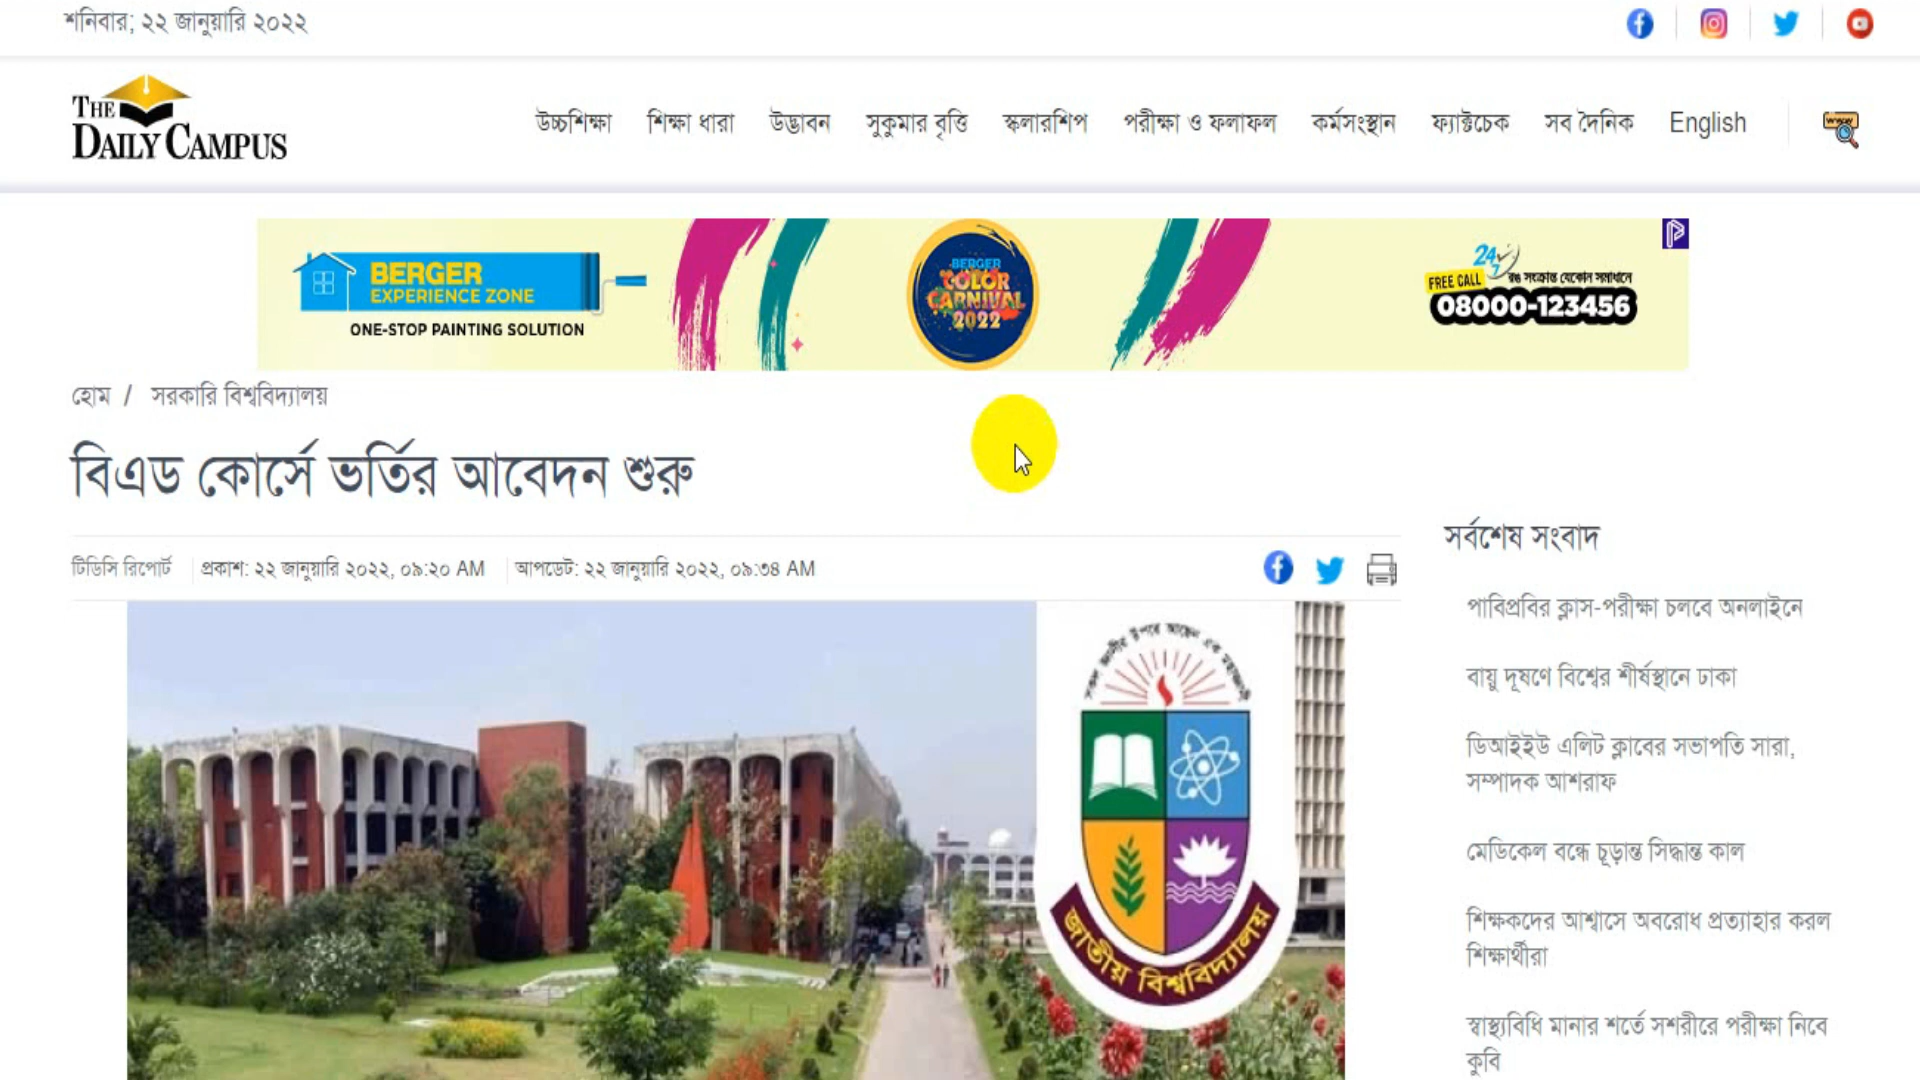 শনিবার; ২২ জানুয়ারি ২০২২
THE
DAILY CAMPUS
উচ্চশিক্ষা শিক্ষা ধারা উদ্ভাবন সুকুমার বৃত্তি স্কলারশিপ পরীক্ষা ও ফলাফল কর্মসংস্থান ফ্যাক্টচেক সব দৈনিক English
www
BERGER
EXPERIENCE ZONE
ONE-STOP PAINTING SOLUTION
BERGER
COLOR
CARNIVAL
2022
24
7
FREE CALL রঙ সংক্রান্ত যেকোন সমাধানে
08000-123456
হোম / সরকারি বিশ্ববিদ্যালয়
বিএড কোর্সে ভর্তির আবেদন শুরু
টিডিসি রিপোর্ট প্রকাশ: ২২ জানুয়ারি ২০২২, ০৯:২০ AM আপডেট: ২২ জানুয়ারি ২০২২, ০৯:৩৪ AM
জাতীয় বিশ্ববিদ্যালয়
সর্বশেষ সংবাদ
পাবিপ্রবির ক্লাস-পরীক্ষা চলবে অনলাইনে
বায়ু দূষণে বিশ্বের শীর্ষস্থানে ঢাকা
ডিআইইউ এলিট ক্লাবের সভাপতি সারা,
সম্পাদক আশরাফ
মেডিকেল বন্ধে চূড়ান্ত সিদ্ধান্ত কাল
শিক্ষকদের আশ্বাসে অবরোধ প্রত্যাহার করল
শিক্ষার্থীরা
স্বাস্থ্যবিধি মানার শর্তে সশরীরে পরীক্ষা নিবে
কুবি